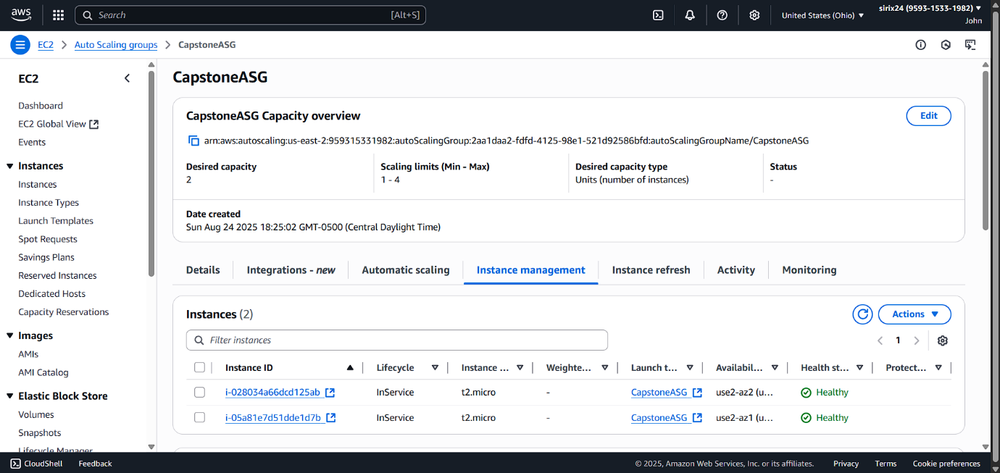 aws
Search
[Alt+S]
United States (Ohio)
sirix24 (9593-1533-1982)
John
EC2
Auto Scaling groups
CapstoneASG
EC2
Dashboard
EC2 Global View
Events
Instances
Instances
Instance Types
Launch Templates
Spot Requests
Savings Plans
Reserved Instances
Dedicated Hosts
Capacity Reservations
Images
AMIs
AMI Catalog
Elastic Block Store
Volumes
Snapshots
Lifecycle Manager
CapstoneASG
CapstoneASG Capacity overview
Edit
arn:aws:autoscaling:us-east-2:959315331982:autoScalingGroup:2aa1daa2-fdfd-4125-98e1-521d92586bfd:autoScalingGroupName/CapstoneASG
Desired capacity
2
Scaling limits (Min - Max)
1 - 4
Desired capacity type
Units (number of instances)
Status
-
Date created
Sun Aug 24 2025 18:25:02 GMT-0500 (Central Daylight Time)
Details
Integrations - new
Automatic scaling
Instance management
Instance refresh
Activity
Monitoring
Instances (2)
Actions
Filter instances
1
Instance ID
Lifecycle
Instance ...
Weighte...
Launch t...
Availabil...
Health st...
Protect...
i-028034a66dcd125ab
InService
t2.micro
-
CapstoneASG
use2-az2 (u...
Healthy
i-05a81e7d51dde1d7b
InService
t2.micro
-
CapstoneASG
use2-az1 (u...
Healthy
CloudShell
Feedback
© 2025, Amazon Web Services, Inc. or its affiliates.
Privacy
Terms
Cookie preferences